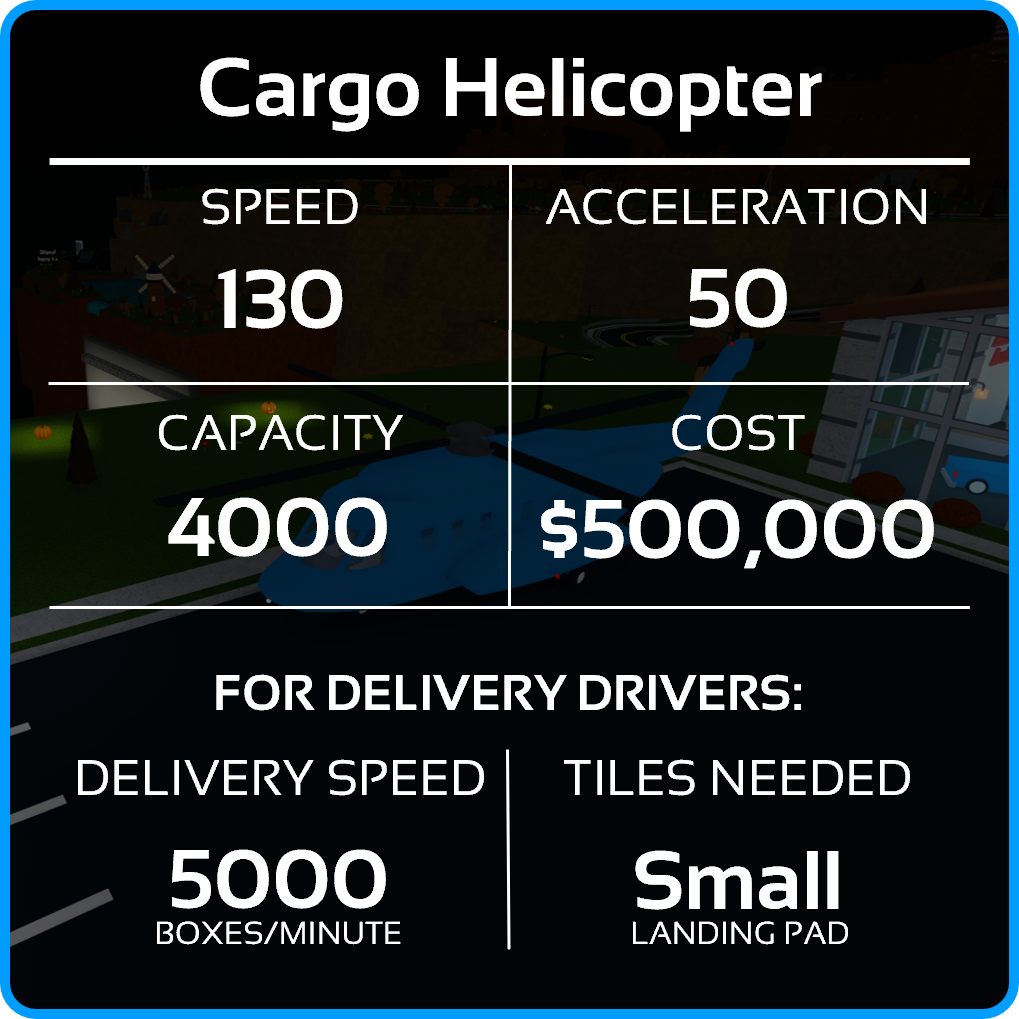 Cargo Helicopter
SPEED
130
ACCELERATION
50
CAPACITY
4000
COST
$500,000
FOR DELIVERY DRIVERS:
DELIVERY SPEED
5000
BOXES/MINUTE
TILES NEEDED
Small
LANDING PAD